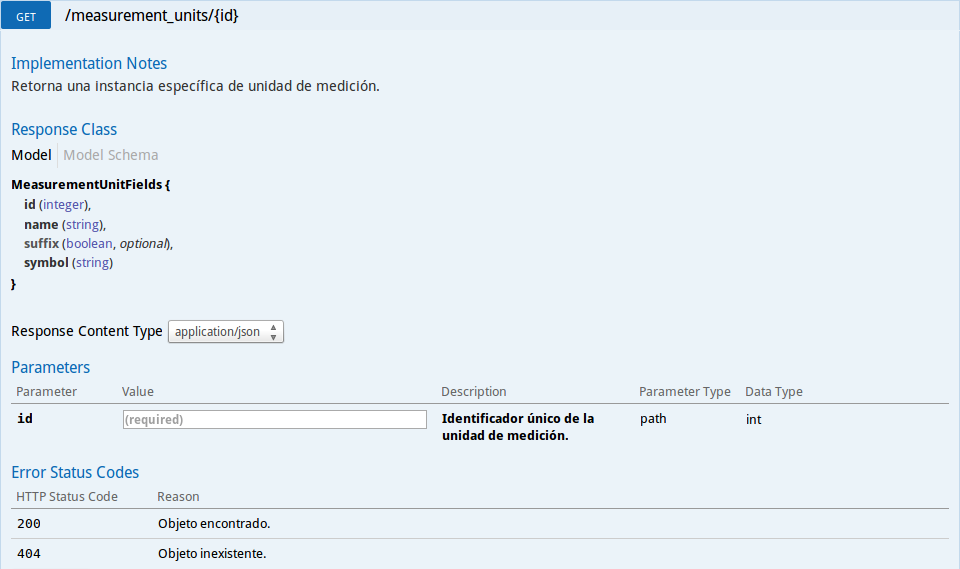 GET /measurement_units/{id}
Implementation Notes
Retorna una instancia específica de unidad de medición.
Response Class
Model Model Schema
MeasurementUnitFields {
id (integer),
name (string),
suffix (boolean, optional),
symbol (string)
}
Response Content Type application/json
Parameters
Parameter Value Description Parameter Type Data Type
id (required) Identificador único de la path int
unidad de medición.
Error Status Codes
HTTP Status Code Reason
200 Objeto encontrado.
404 Objeto inexistente.